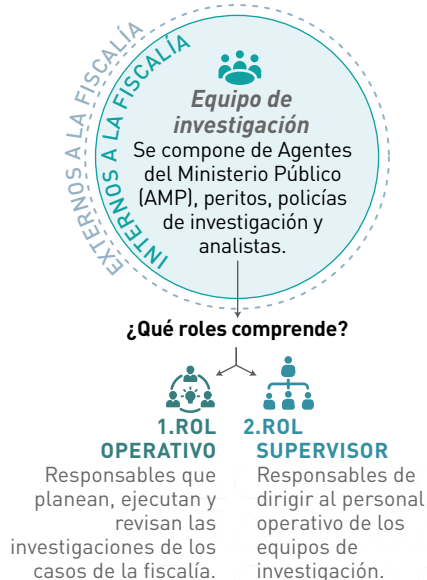 EXTERNOS A LA FISCALÍA
INTERNOS A LA FISCALÍA
Equipo de
investigación
Se compone de Agentes
del Ministerio Público
(AMP), peritos, policías
de investigación y
analistas.
¿Qué roles comprende?
1.ROL
OPERATIVO
Responsables que
planean, ejecutan y
revisan las
investigaciones de los
casos de la fiscalía.
2.ROL
SUPERVISOR
Responsables de
dirigir al personal
operativo de los
equipos de
investigación.